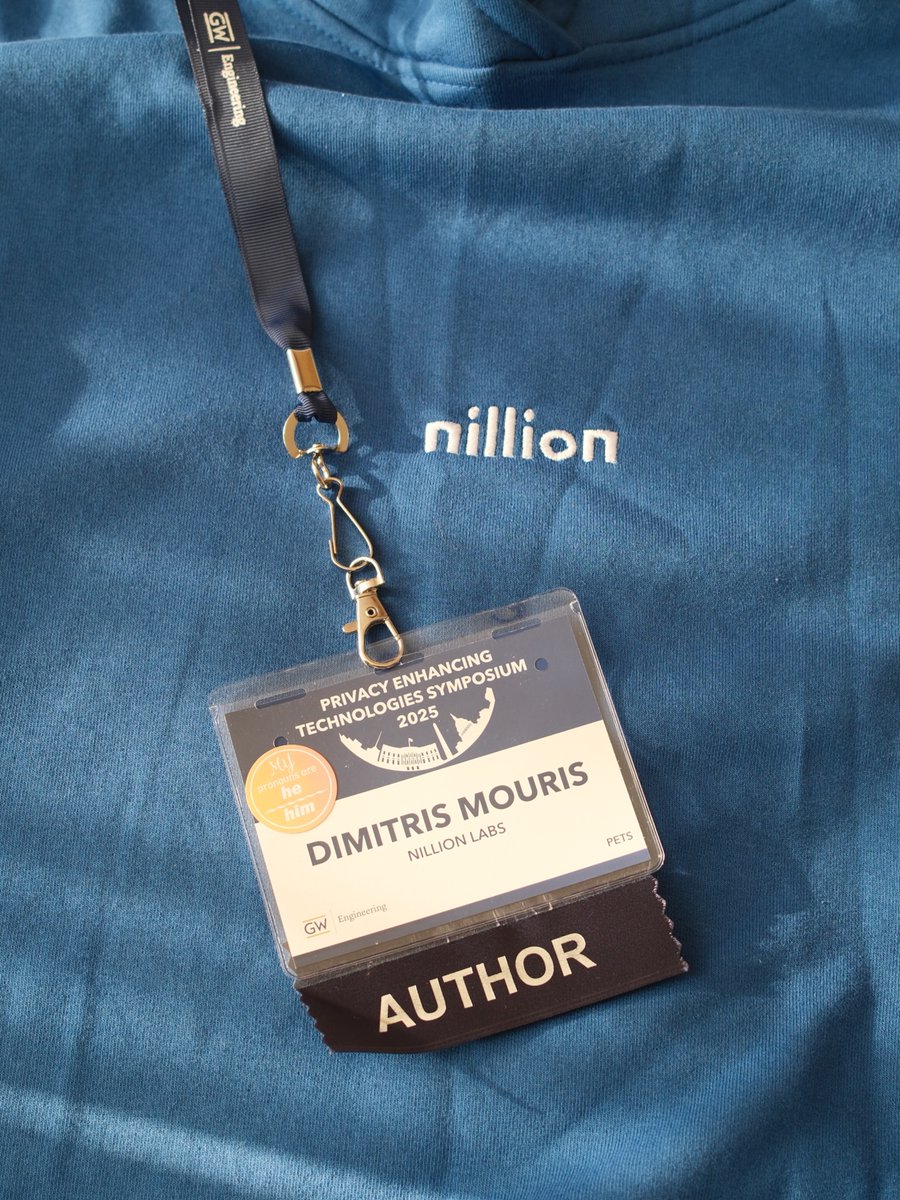 GW | Engineering
nillion
PRIVACY ENHANCING
TECHNOLOGIES SYMPOSIUM
2025
my
pronouns are
he
him
DIMITRIS MOURIS
NILLION LABS
PETS
GW Engineering
AUTHOR